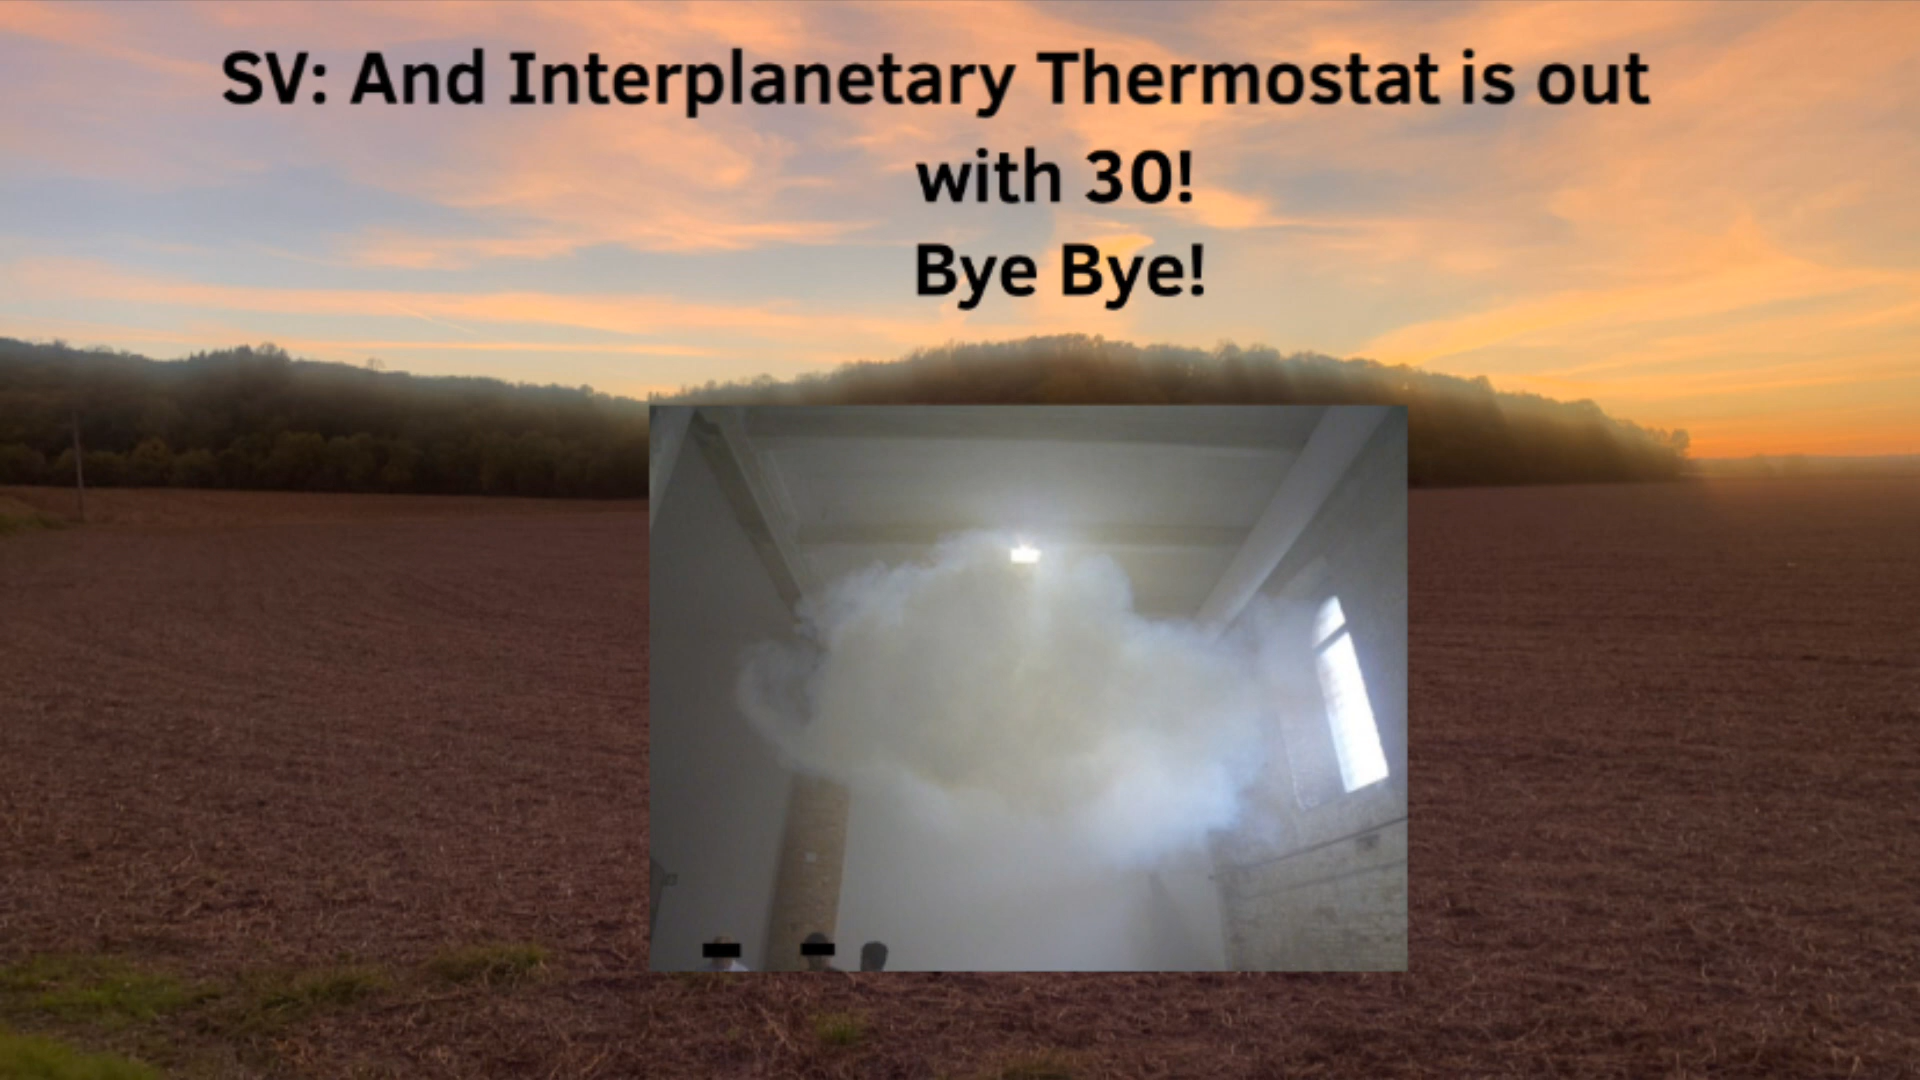 SV: And Interplanetary Thermostat is out
with 30!
Bye Bye!